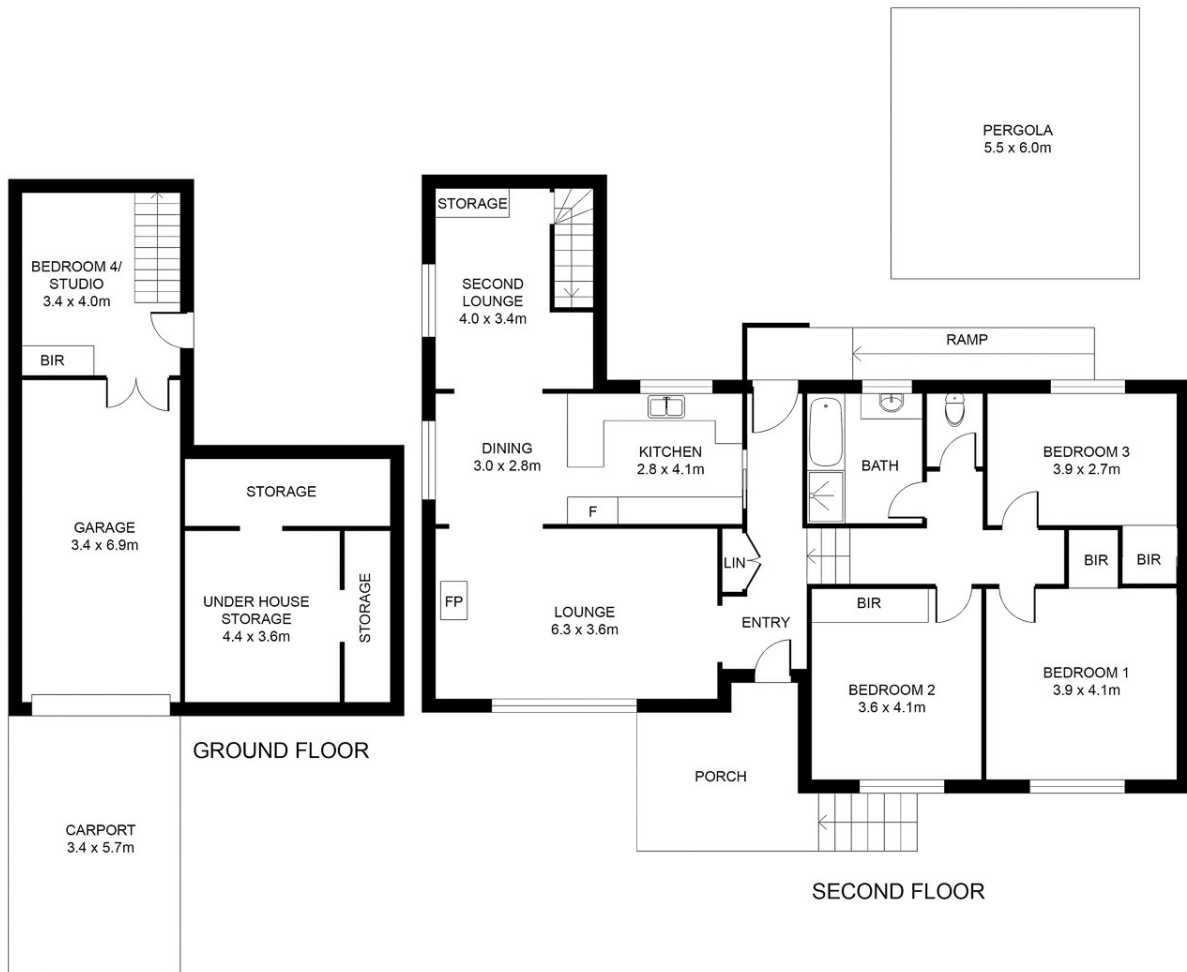 PERGOLA
5.5 x 6.0m
BEDROOM 4/
STUDIO
3.4 x 4.0m
BIR
GARAGE
3.4 x 6.9m
STORAGE
UNDER HOUSE
STORAGE
4.4 x 3.6m
STORAGE
GROUND FLOOR
CARPORT
3.4 x 5.7m
STORAGE
SECOND
LOUNGE
4.0 x 3.4m
RAMP
DINING
3.0 x 2.8m
KITCHEN
2.8 x 4.1m
F
BATH
BEDROOM 3
3.9 x 2.7m
BIR
BIR
LIN
FP
LOUNGE
6.3 x 3.6m
ENTRY
BIR
BEDROOM 2
3.6 x 4.1m
BEDROOM 1
3.9 x 4.1m
PORCH
SECOND FLOOR